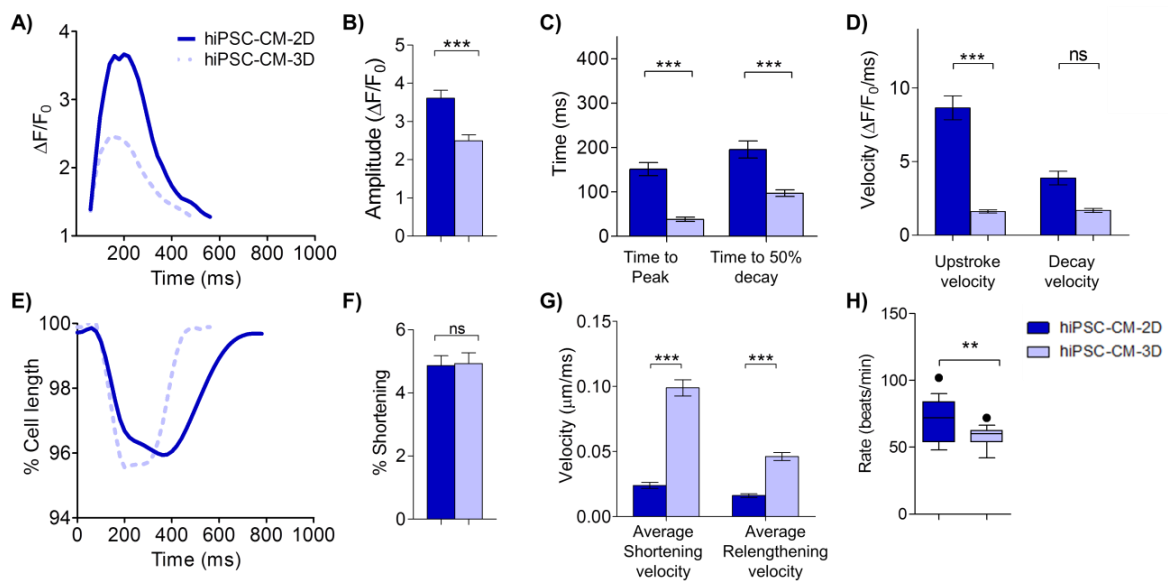 A)
hiPSC-CM-2D
hiPSC-CM-3D
ΔF/F0
4
3
2
1
200 400 600 800 1000
Time (ms)
B)
***
Amplitude (ΔF/F0)
5
4
3
2
1
0
C)
*** ***
Time (ms)
400
300
200
100
0
Time to
Peak
Time to 50%
decay
D)
*** ns
Velocity (ΔF/F0/ms)
10
5
0
Upstroke
velocity
Decay
velocity
E)
% Cell length
100
98
96
94
0 200 400 600 800 1000
Time (ms)
F)
ns
% Shortening
6
4
2
0
G)
*** ***
Velocity (μm/ms)
0.15
0.10
0.05
0.00
Average
Shortening
velocity
Average
Relengthening
velocity
H)
hiPSC-CM-2D
hiPSC-CM-3D
**
Rate (beats/min)
150
100
50
0